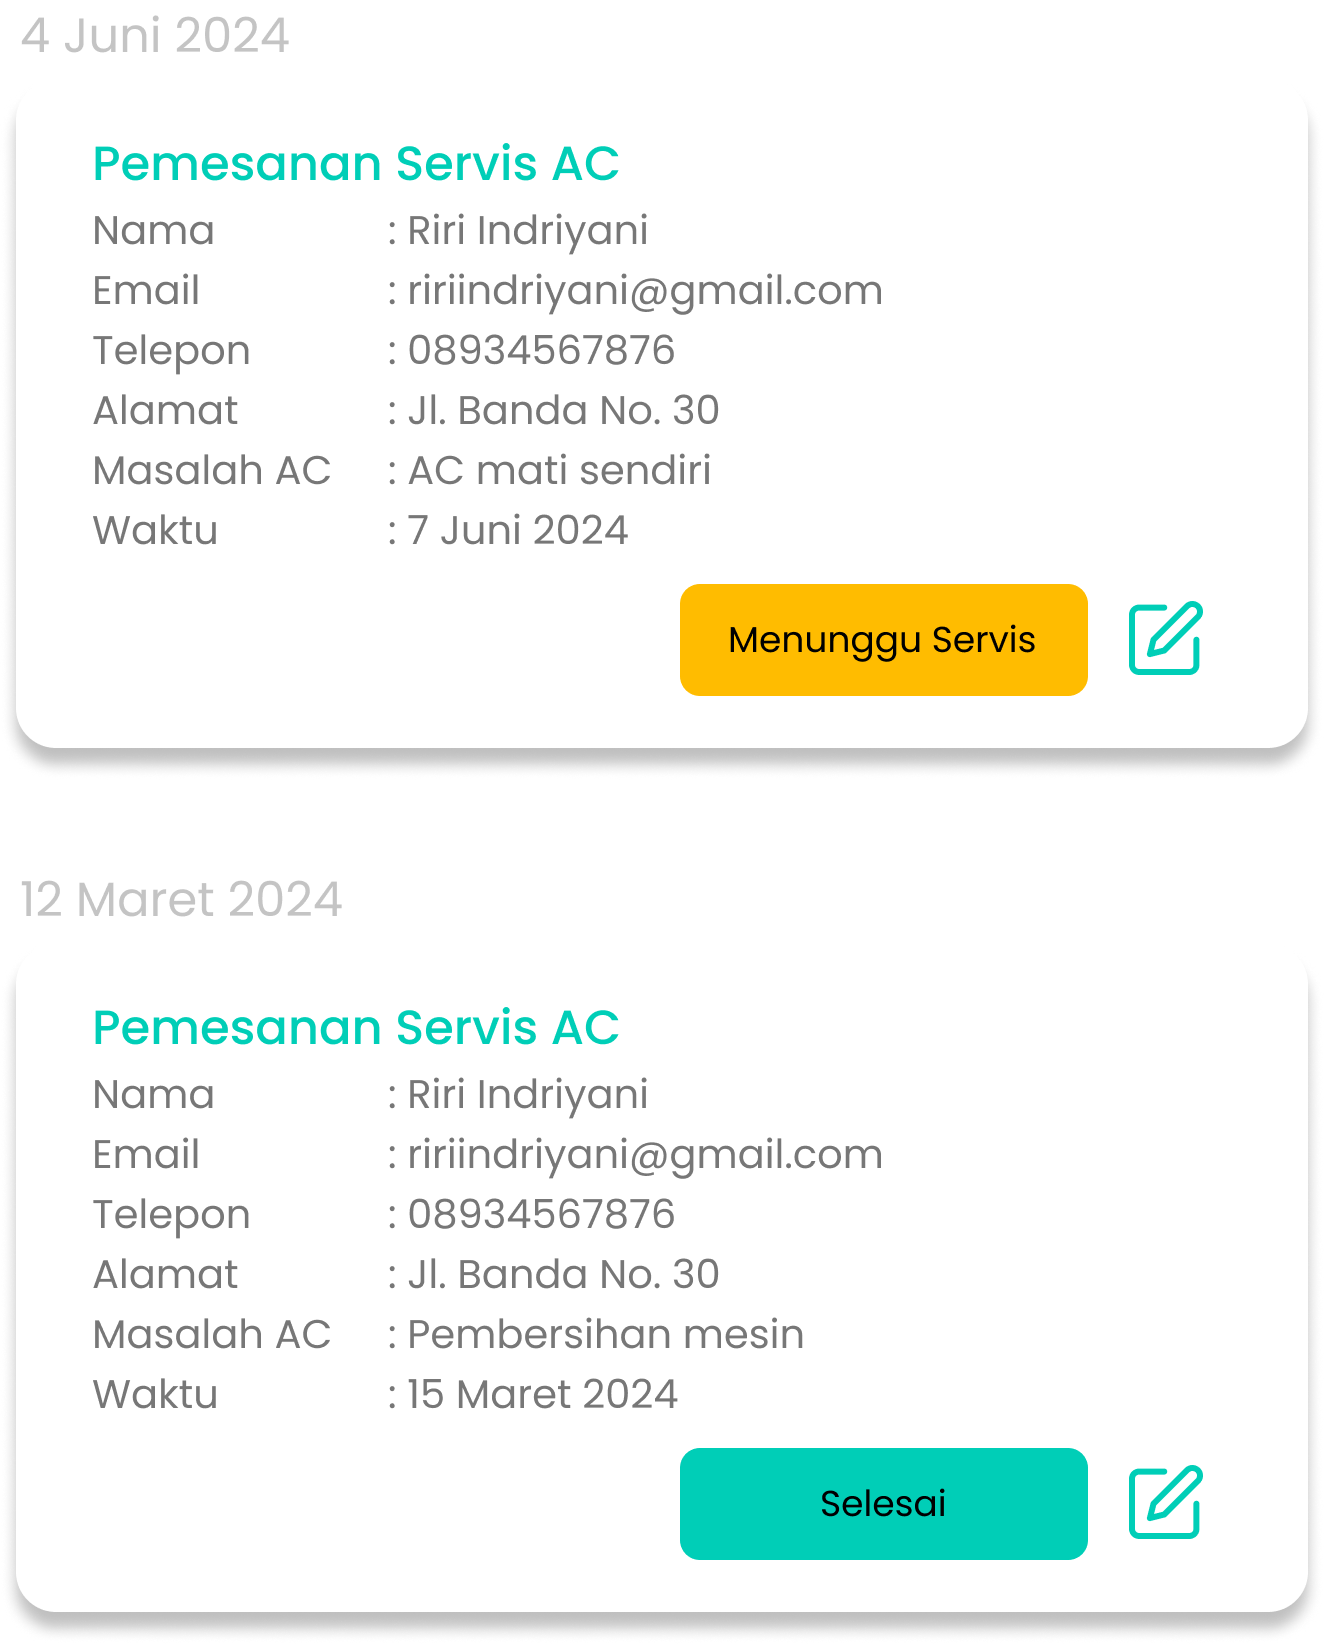 4 Juni 2024
Pemesanan Servis AC
Nama : Riri Indriyani
Email : ririindriyani@gmail.com
Telepon : 08934567876
Alamat : Jl. Banda No. 30
Masalah AC : AC mati sendiri
Waktu : 7 Juni 2024
Menunggu Servis
12 Maret 2024
Pemesanan Servis AC
Nama : Riri Indriyani
Email : ririindriyani@gmail.com
Telepon : 08934567876
Alamat : Jl. Banda No. 30
Masalah AC : Pembersihan mesin
Waktu : 15 Maret 2024
Selesai